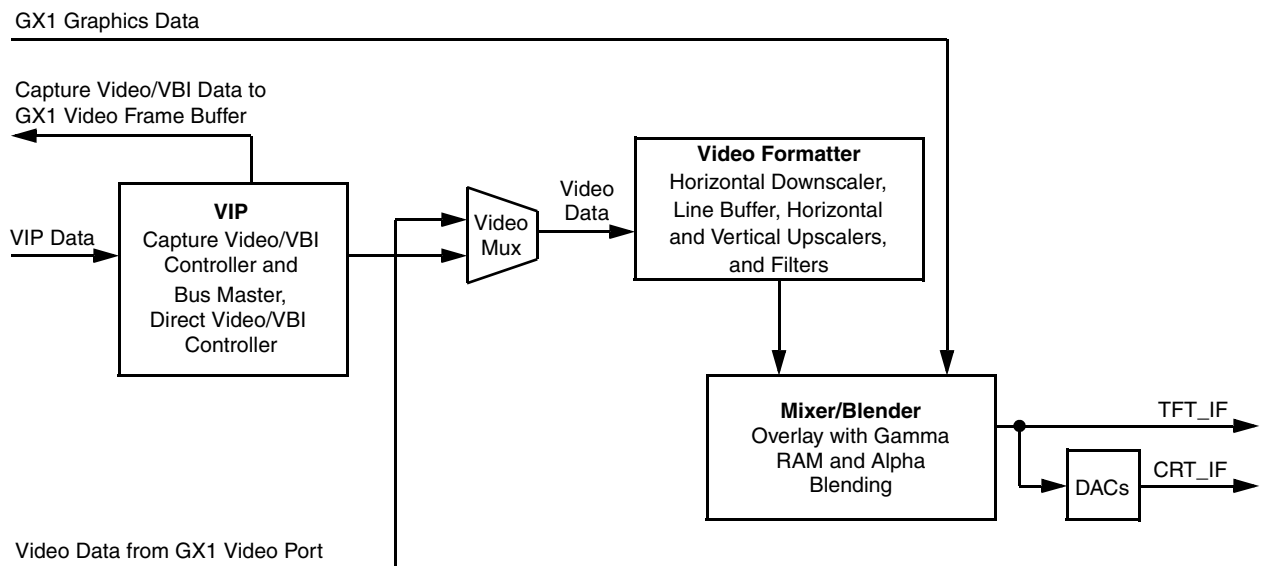 GX1 Graphics Data
Capture Video/VBI Data to
GX1 Video Frame Buffer
VIP Data
VIP
Capture Video/VBI
Controller and
Bus Master,
Direct Video/VBI
Controller
Video
Mux
Video
Data
Video Formatter
Horizontal Downscaler,
Line Buffer, Horizontal
and Vertical Upscalers,
and Filters
Mixer/Blender
Overlay with Gamma
RAM and Alpha
Blending
TFT_IF
DACs
CRT_IF
Video Data from GX1 Video Port